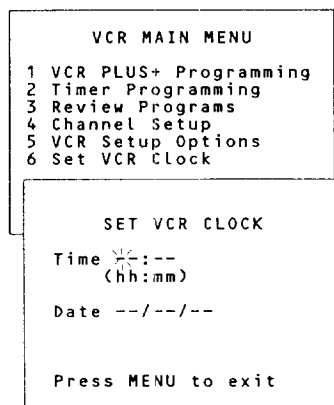 VCR MAIN MENU
1 VCR PLUS+ Programming
2 Timer Programming
3 Review Programs
4 Channel Setup
5 VCR Setup Options
6 Set VCR Clock
SET VCR CLOCK
Time --:--
(hh:mm)
Date --/--/--
Press MENU to exit